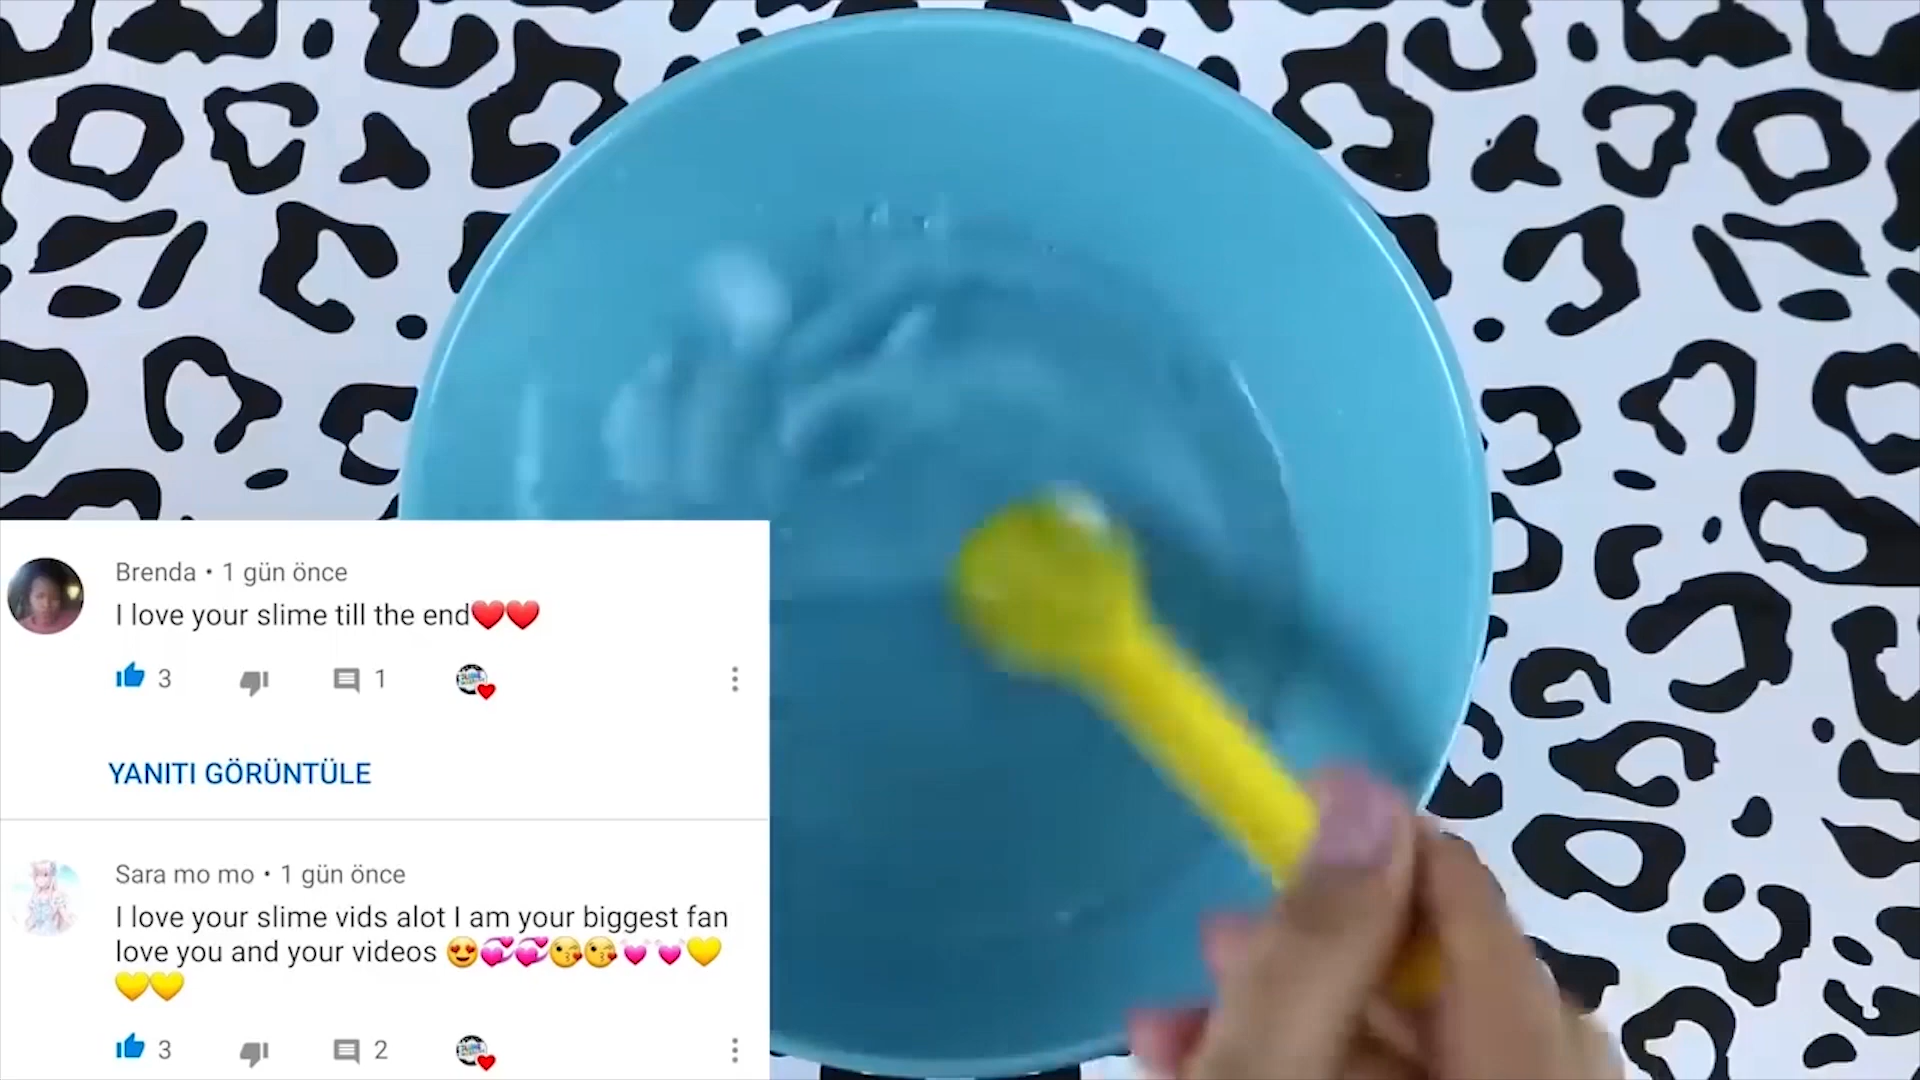 Brenda • 1 gün önce
I love your slime till the end❤️❤️
3
1
YANITI GÖRÜNTÜLE
Sara mo mo • 1 gün önce
I love your slime vids alot I am your biggest fan
love you and your videos 😍💞💞😘😘💓💓💛
💛💛
3
2